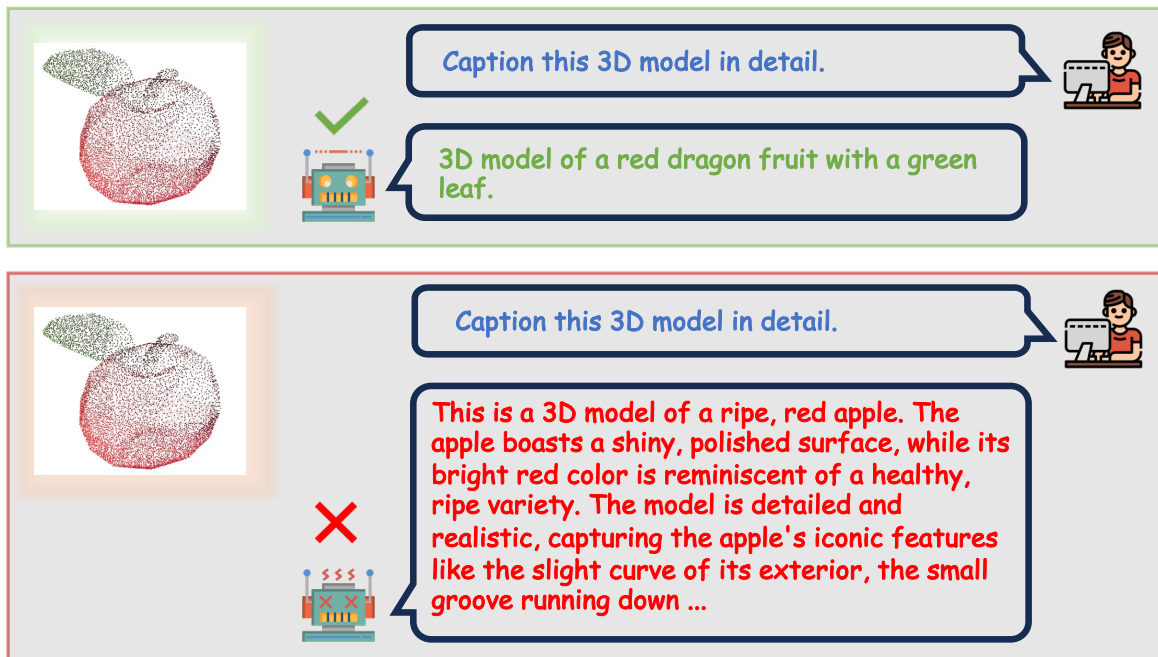 Caption this 3D model in detail.
3D model of a red dragon fruit with a green
leaf.
Caption this 3D model in detail.
This is a 3D model of a ripe, red apple. The
apple boasts a shiny, polished surface, while its
bright red color is reminiscent of a healthy,
ripe variety. The model is detailed and
realistic, capturing the apple's iconic features
like the slight curve of its exterior, the small
groove running down ...